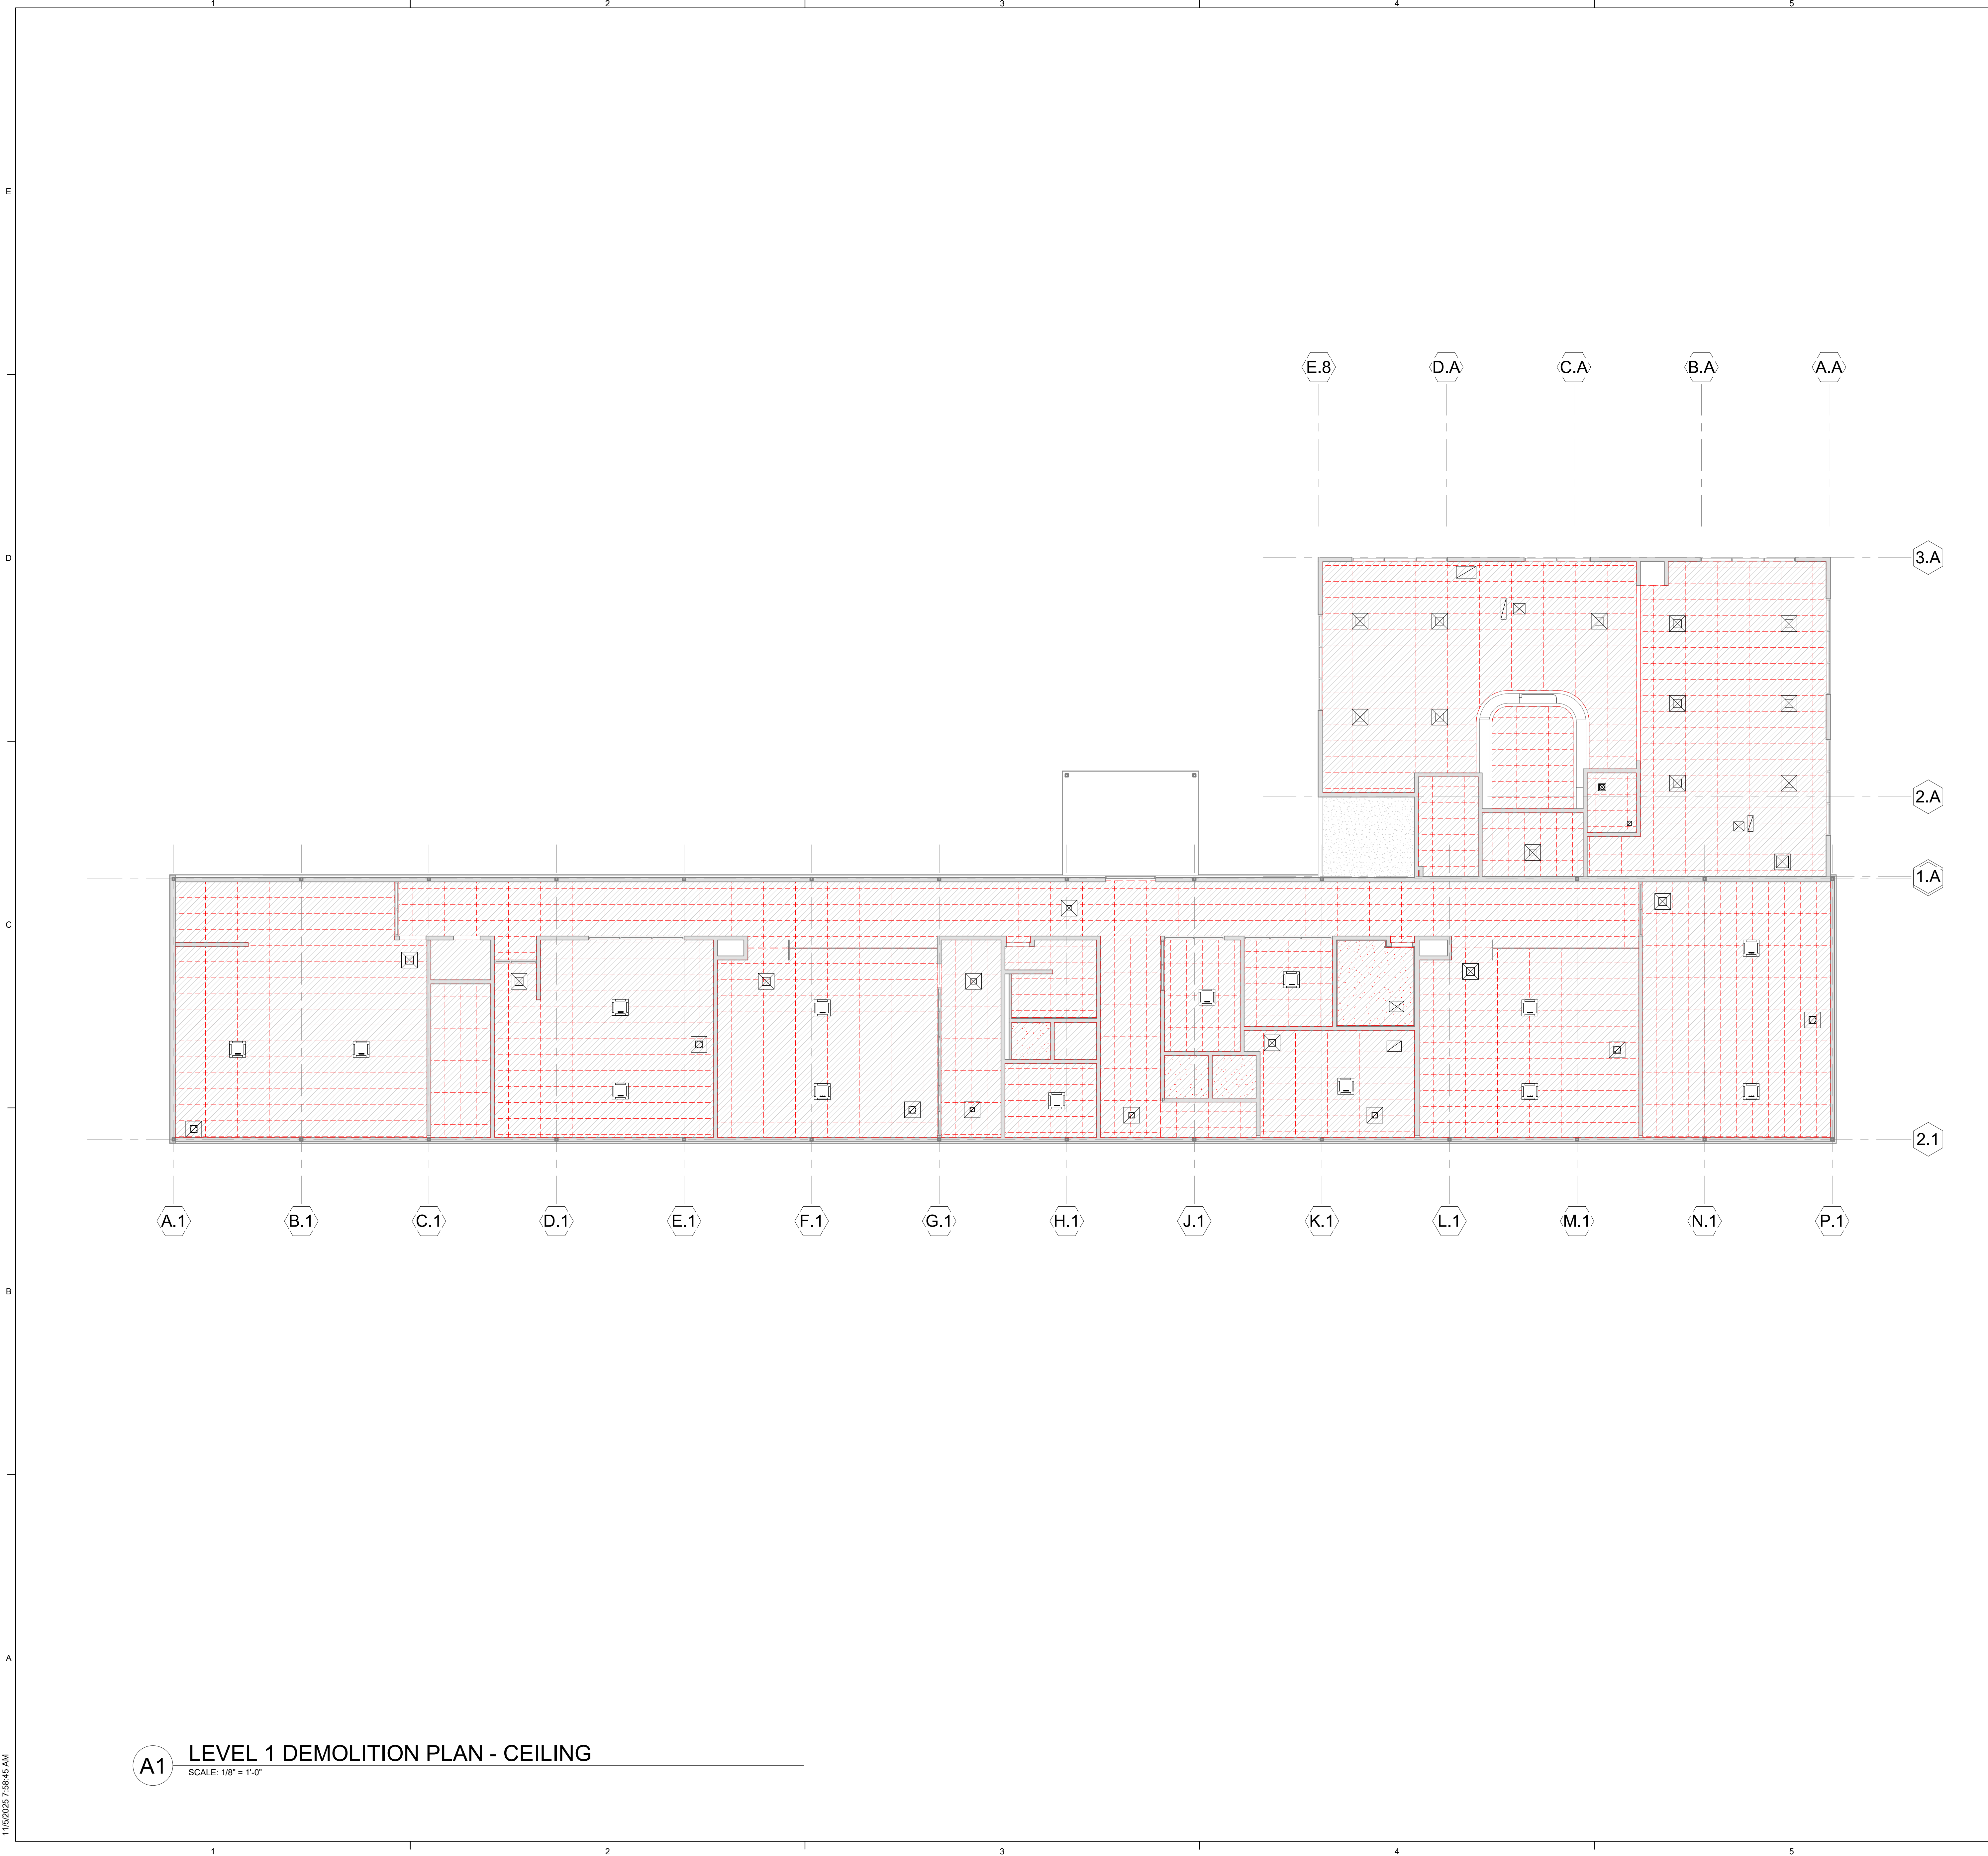 1 2 3 4 5
E
E.8 D.A C.A B.A A.A
D
3.A
2.A
1.A
C
2.1
A.1 B.1 C.1 D.1 E.1 F.1 G.1 H.1 J.1 K.1 L.1 M.1 N.1 P.1
B
A
A1 LEVEL 1 DEMOLITION PLAN - CEILING
SCALE: 1/8" = 1'-0"
11/5/2025 7:58:45 AM
1 2 3 4 5